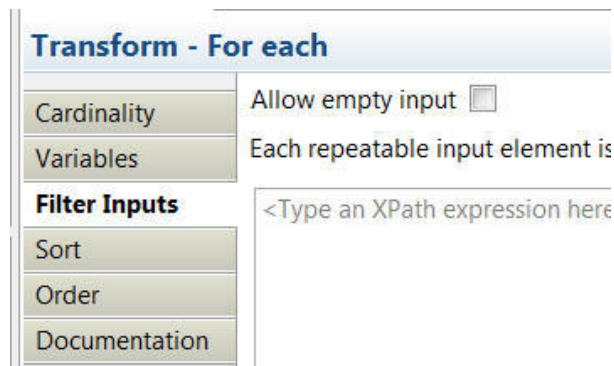 Transform - For each
Cardinality
Variables
Filter Inputs
Sort
Order
Documentation
Allow empty input
Each repeatable input element is
<Type an XPath expression here